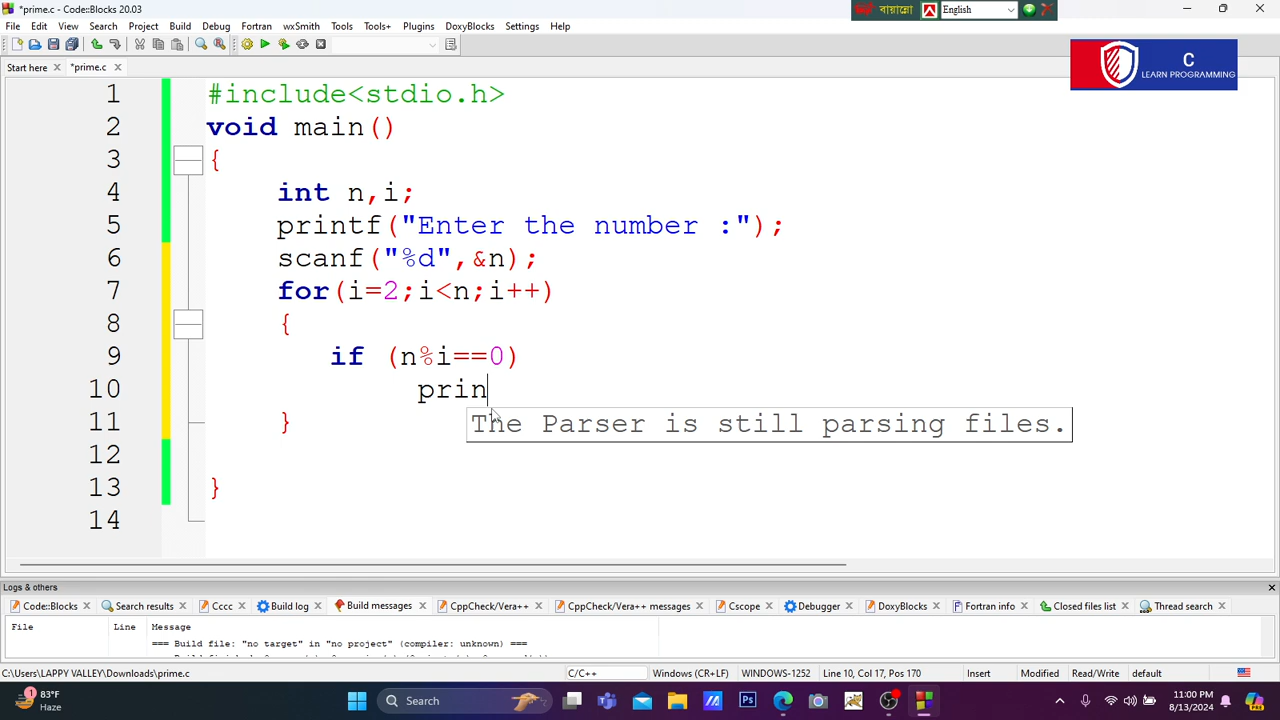 *prime.c - Code::Blocks 20.03
বায়ান্নো English
File Edit View Search Project Build Debug Fortran wxSmith Tools Tools+ Plugins DoxyBlocks Settings Help
Start here *prime.c
C
LEARN PROGRAMMING
1 #include<stdio.h>
2 void main()
3 {
4 int n,i;
5 printf("Enter the number :");
6 scanf("%d",&n);
7 for(i=2;i<n;i++)
8 {
9 if (n%i==0)
10 prin
11 }
The Parser is still parsing files.
12
13 }
14
Logs & others
Code::Blocks Search results Cccc Build log Build messages CppCheck/Vera++ CppCheck/Vera++ messages Cscope Debugger DoxyBlocks Fortran info Closed files list Thread search
File Line Message
=== Build file: "no target" in "no project" (compiler: unknown) ===
C:\Users\LAPPY VALLEY\Downloads\prime.c C/C++ Windows (CR+LF) WINDOWS-1252 Line 10, Col 17, Pos 170 Insert Modified Read/Write default
83°F
Haze
Search
11:00 PM
8/13/2024